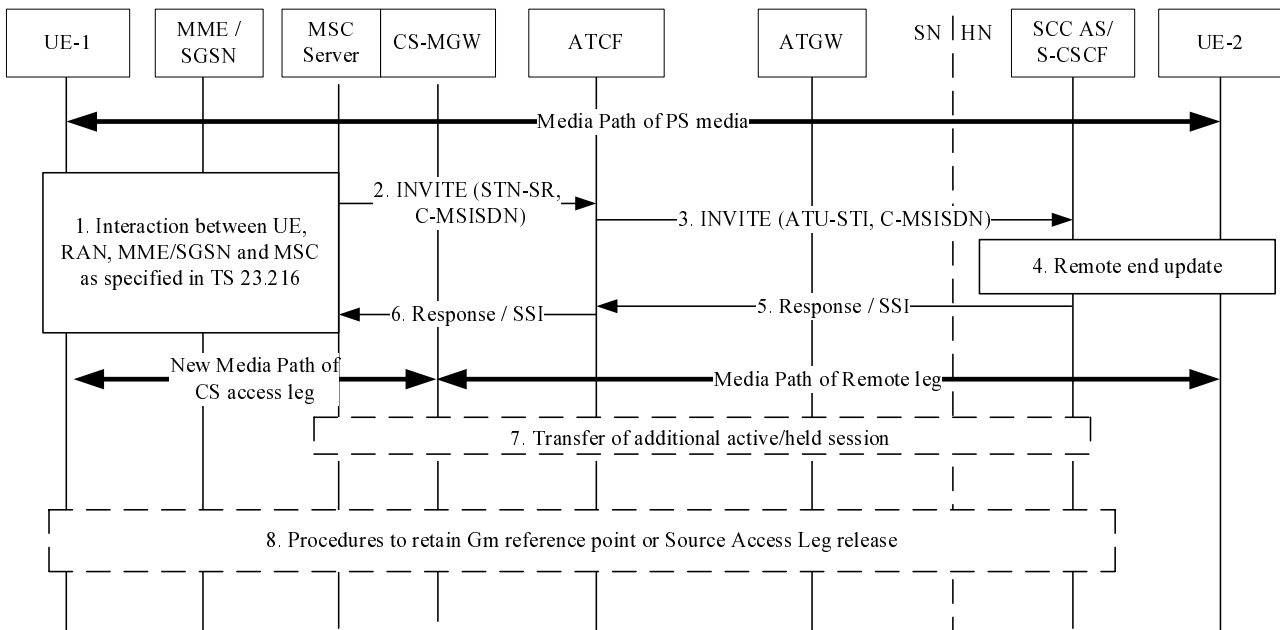 UE-1
MME /
SGSN
MSC
Server
CS-MGW
ATCF
ATGW
SN
HN
SCC AS/
S-CSCF
UE-2
Media Path of PS media
1. Interaction between UE,
RAN, MME/SGSN and MSC
as specified in TS 23.216
2. INVITE (STN-SR,
C-MSISDN)
3. INVITE (ATU-STI, C-MSISDN)
4. Remote end update
5. Response / SSI
6. Response / SSI
New Media Path of
CS access leg
Media Path of Remote leg
7. Transfer of additional active/held session
8. Procedures to retain Gm reference point or Source Access Leg release